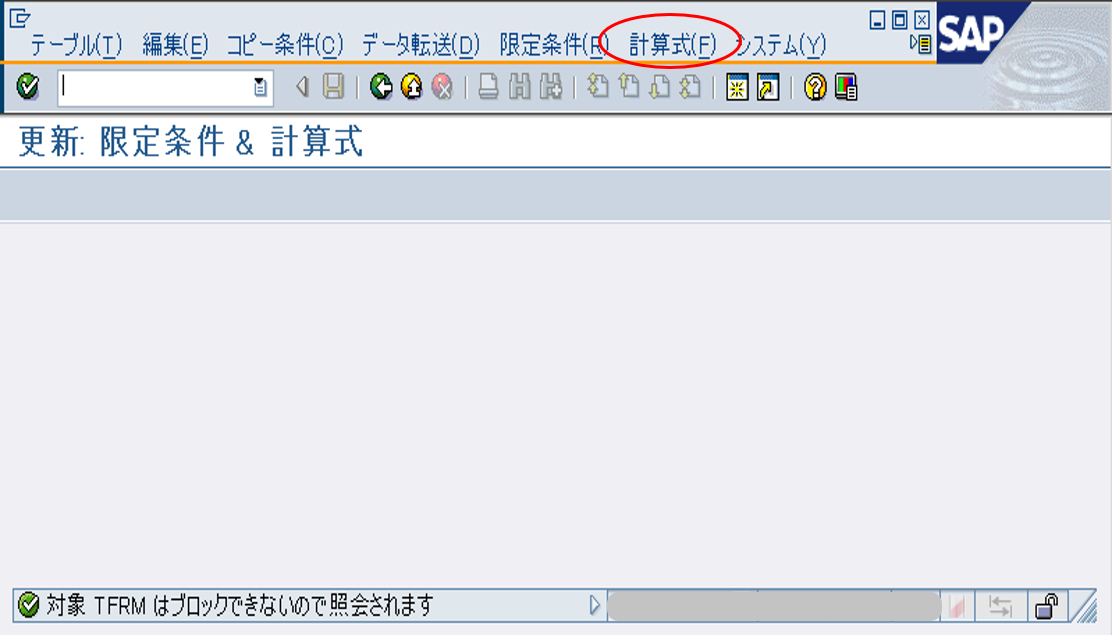 テーブル(T) 編集(E) コピー条件(C) データ転送(D) 限定条件(R) 計算式(F) システム(Y)
SAP
更新: 限定条件 & 計算式
対象 TFRM はブロックできないので照会されます